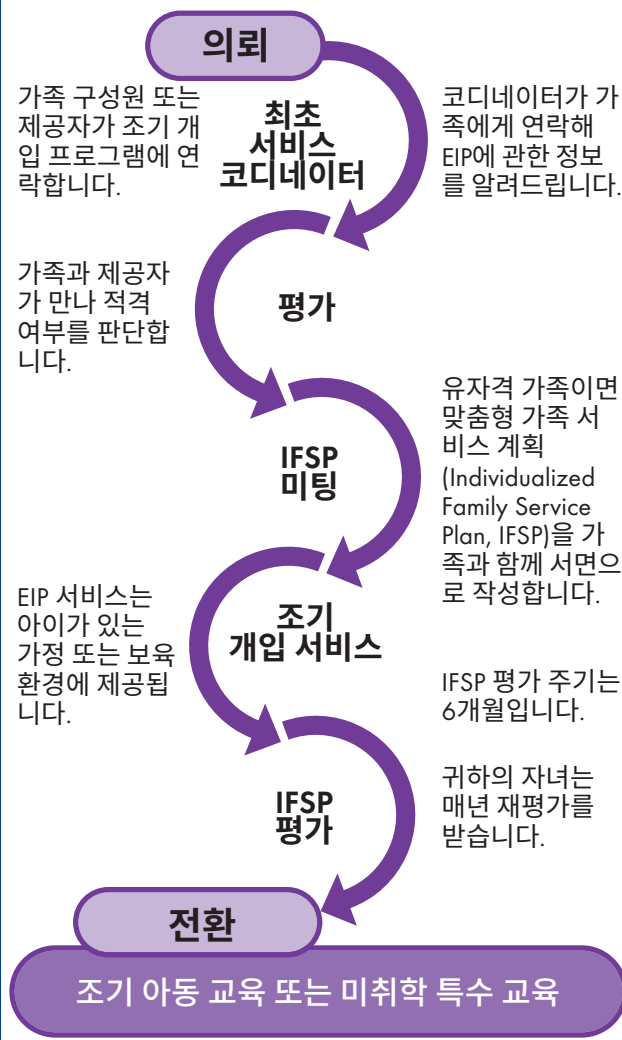 의뢰
가족 구성원 또는
제공자가 조기 개
입 프로그램에 연
락합니다.
최초
서비스
코디네이터
코디네이터가 가
족에게 연락해
EIP에 관한 정보
를 알려드립니다.
가족과 제공자
가 만나 적격
여부를 판단합
니다.
평가
유자격 가족이면
맞춤형 가족 서
비스 계획
(Individualized
Family Service
Plan, IFSP)을 가
족과 함께 서면으
로 작성합니다.
IFSP
미팅
EIP 서비스는
아이가 있는
가정 또는 보육
환경에 제공됩
니다.
조기
개입 서비스
IFSP 평가 주기는
6개월입니다.
IFSP
평가
귀하의 자녀는
매년 재평가를
받습니다.
전환
조기 아동 교육 또는 미취학 특수 교육